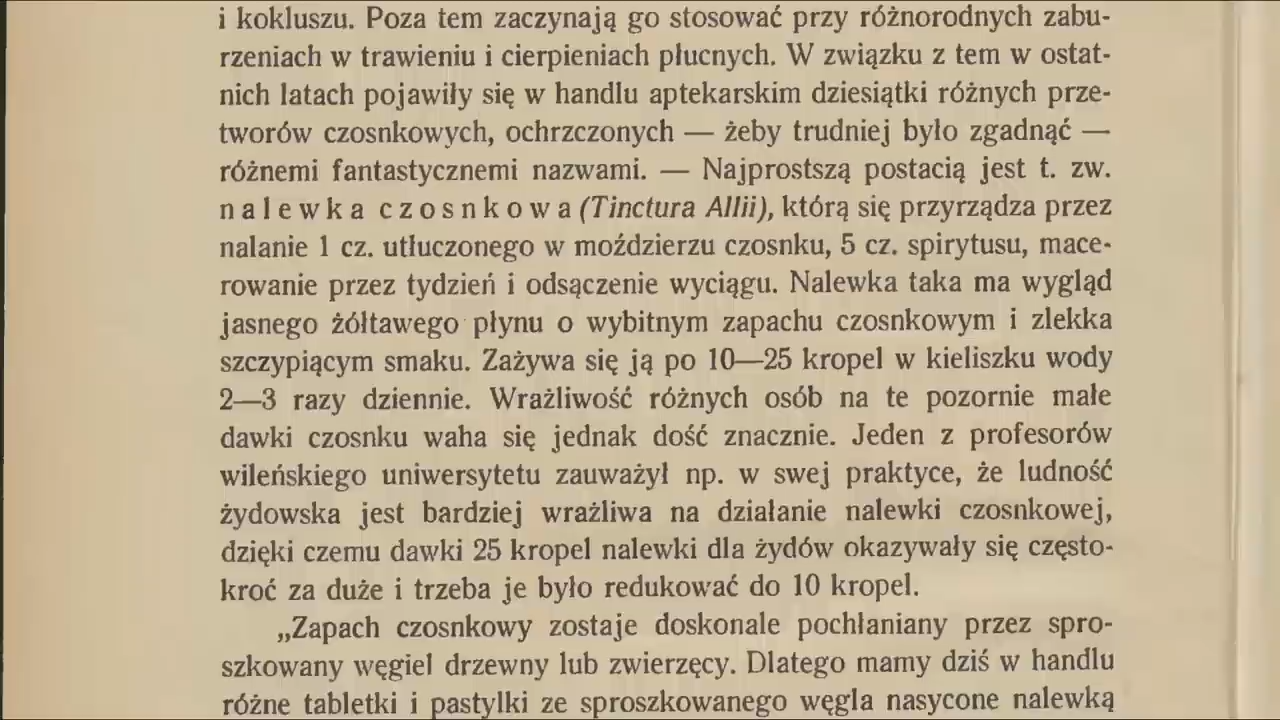 i kokluszu. Poza tem zaczynają go stosować przy różnorodnych zabu-
rzeniach w trawieniu i cierpieniach płucnych. W związku z tem w ostat-
nich latach pojawiły się w handlu aptekarskim dziesiątki różnych prze-
tworów czosnkowych, ochrzczonych — żeby trudniej było zgadnąć —
różnemi fantastycznemi nazwami. — Najprostszą postacią jest t. zw.
nalewka czosnkowa (Tinctura Allii), którą się przyrządza przez
nalanie 1 cz. utłuczonego w moździerzu czosnku, 5 cz. spirytusu, mace-
rowanie przez tydzień i odsączenie wyciągu. Nalewka taka ma wygląd
jasnego żółtawego płynu o wybitnym zapachu czosnkowym i zlekka
szczypiącym smaku. Zażywa się ją po 10—25 kropel w kieliszku wody
2—3 razy dziennie. Wrażliwość różnych osób na te pozornie małe
dawki czosnku waha się jednak dość znacznie. Jeden z profesorów
wileńskiego uniwersytetu zauważył np. w swej praktyce, że ludność
żydowska jest bardziej wrażliwa na działanie nalewki czosnkowej,
dzięki czemu dawki 25 kropel nalewki dla żydów okazywały się często-
kroć za duże i trzeba je było redukować do 10 kropel.
„Zapach czosnkowy zostaje doskonale pochłaniany przez spro-
szkowany węgiel drzewny lub zwierzęcy. Dlatego mamy dziś w handlu
różne tabletki i pastylki ze sproszkowanego węgla nasycone nalewką